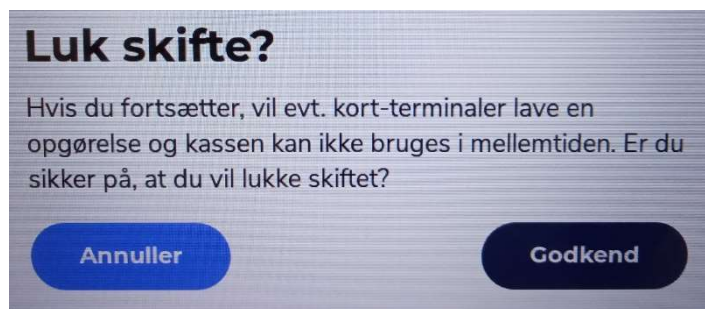 Luk skifte?
Hvis du fortsætter, vil evt. kort-terminaler lave en
opgørelse og kassen kan ikke bruges i mellemtiden. Er du
sikker på, at du vil lukke skiftet?
Annuller
Godkend